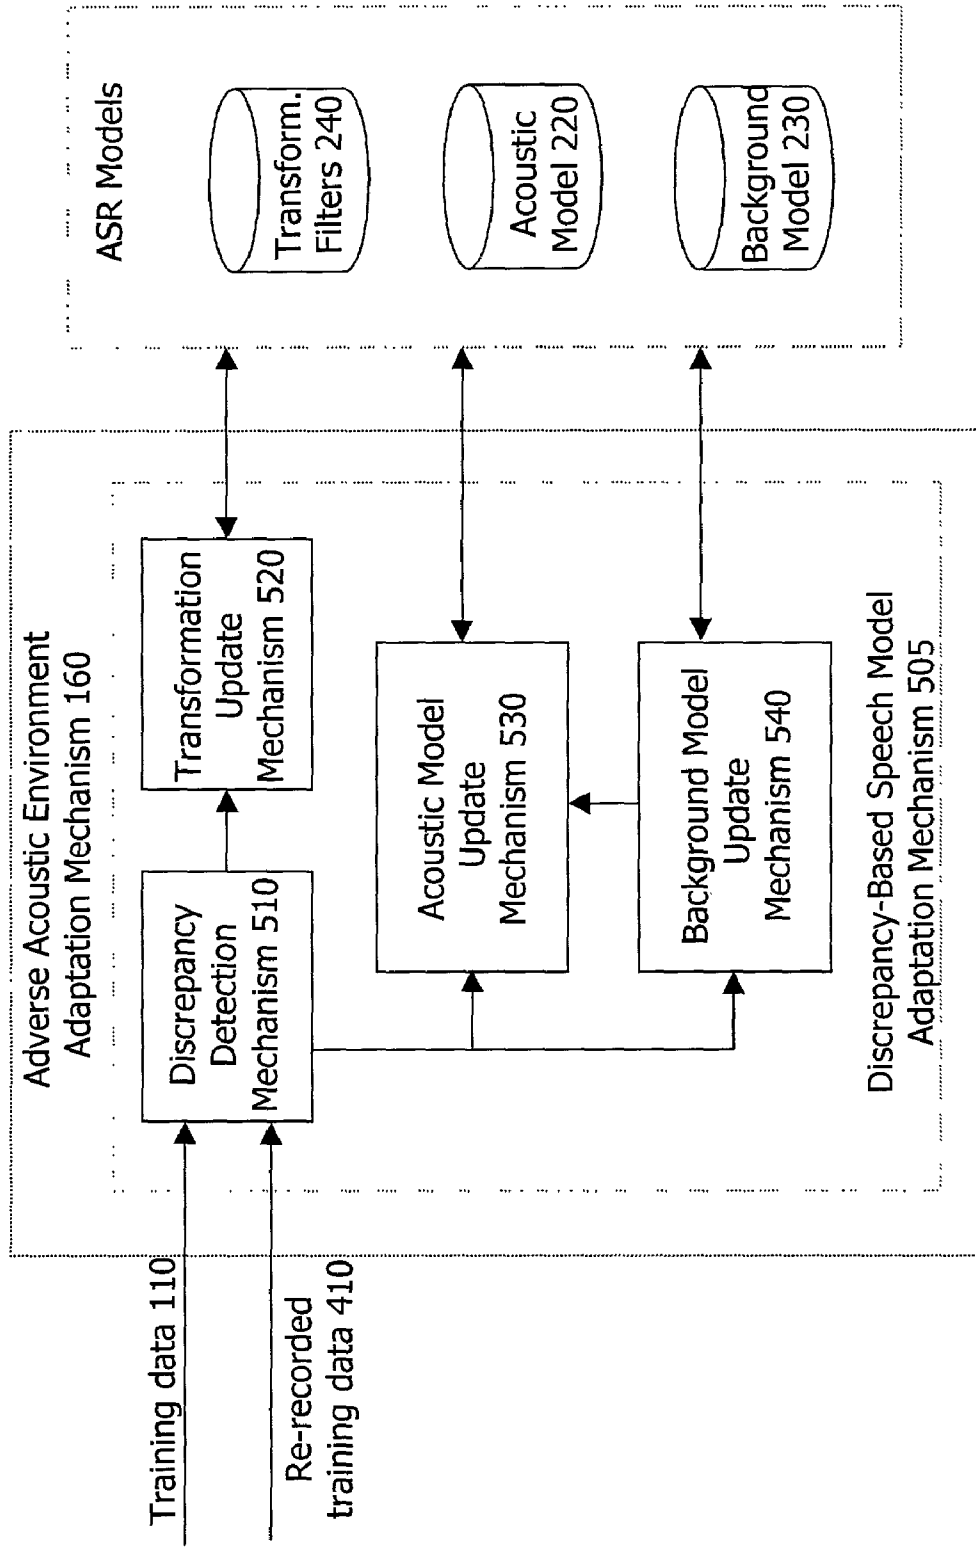 Adverse Acoustic Environment
Adaptation Mechanism 160
ASR Models
Training data 110
Re-recorded
training data 410
Discrepancy
Detection
Mechanism 510
Transformation
Update
Mechanism 520
Transform.
Filters 240
Acoustic Model
Update
Mechanism 530
Acoustic
Model 220
Background Model
Update
Mechanism 540
Background
Model 230
Discrepancy-Based Speech Model
Adaptation Mechanism 505